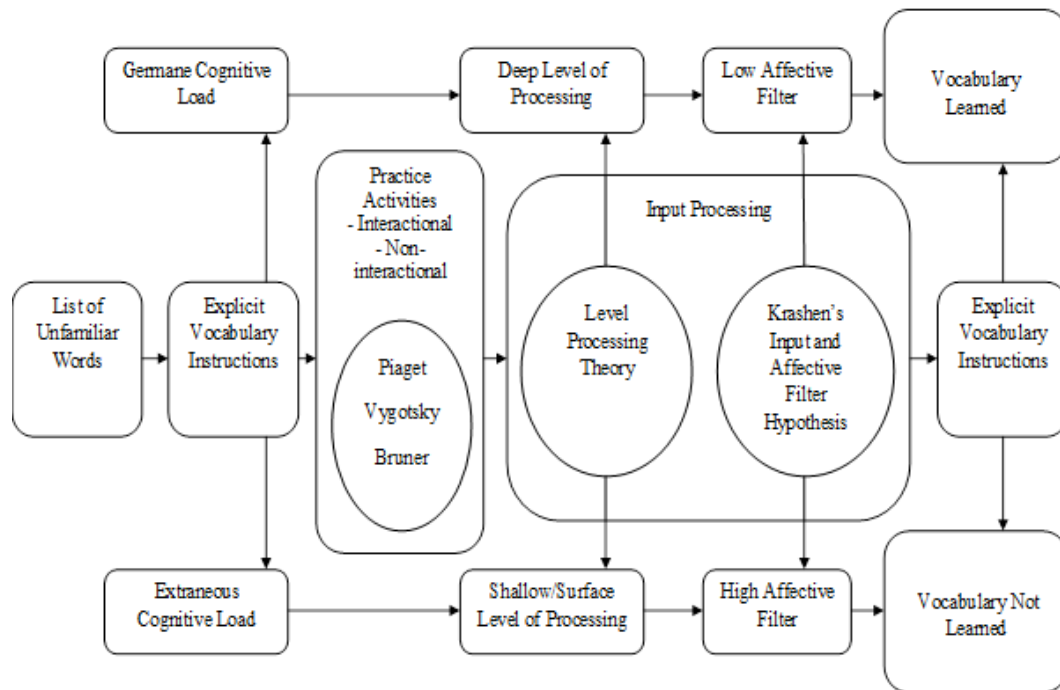 Germane Cognitive
Load
Deep Level of
Processing
Low Affective
Filter
Vocabulary
Learned
Practice
Activities
- Interactional
- Non-
interactional
Input Processing
List of
Unfamiliar
Words
Explicit
Vocabulary
Instructions
Piaget
Vygotsky
Bruner
Level
Processing
Theory
Krashen's
Input and
Affective
Filter
Hypothesis
Explicit
Vocabulary
Instructions
Extraneous
Cognitive Load
Shallow/Surface
Level of Processing
High Affective
Filter
Vocabulary Not
Learned